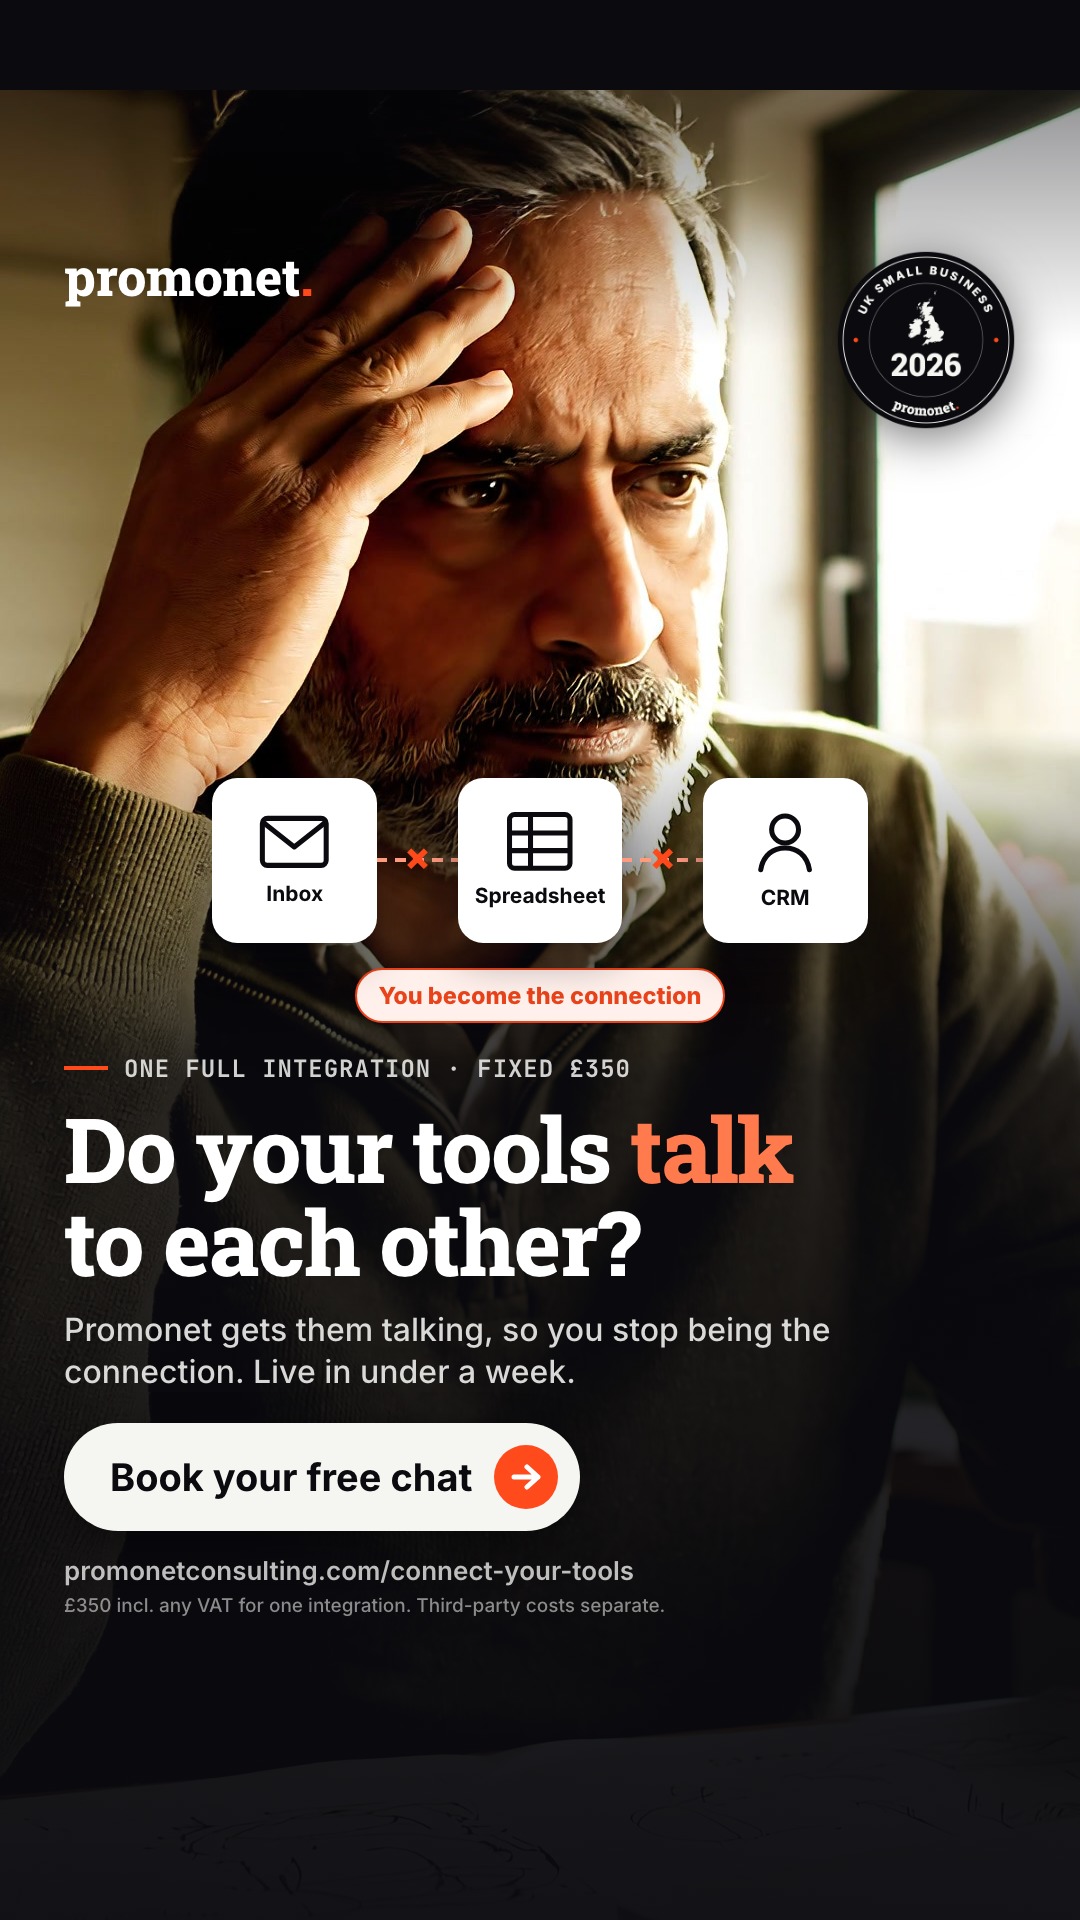 promonet.
UK SMALL BUSINESS
2026
promonet.
Inbox
Spreadsheet
CRM
You become the connection
ONE FULL INTEGRATION · FIXED £350
Do your tools talk
to each other?
Promonet gets them talking, so you stop being the
connection. Live in under a week.
Book your free chat
promonetconsulting.com/connect-your-tools
£350 incl. any VAT for one integration. Third-party costs separate.